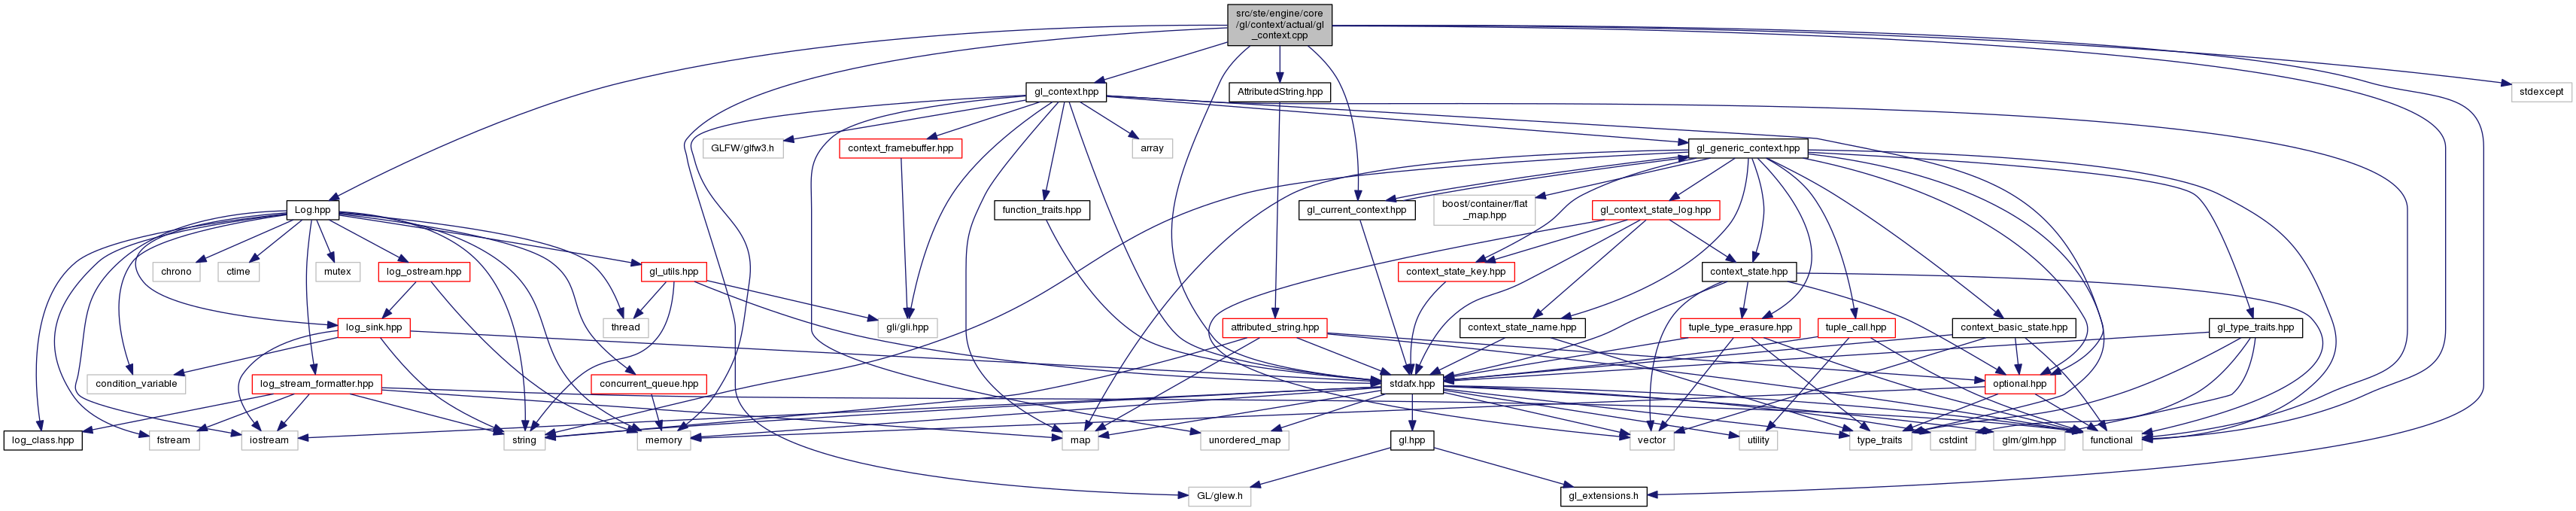 src/ste/engine/core
/gl/context/actual/gl
_context.cpp
gl_context.hpp
AttributedString.hpp
stdexcept
GLFW/glfw3.h
context_framebuffer.hpp
array
gl_generic_context.hpp
Log.hpp
function_traits.hpp
gl_current_context.hpp
boost/container/flat
_map.hpp
gl_context_state_log.hpp
chrono
ctime
mutex
log_ostream.hpp
gl_utils.hpp
context_state_key.hpp
context_state.hpp
log_sink.hpp
thread
gli/gli.hpp
attributed_string.hpp
context_state_name.hpp
tuple_type_erasure.hpp
tuple_call.hpp
context_basic_state.hpp
gl_type_traits.hpp
condition_variable
log_stream_formatter.hpp
concurrent_queue.hpp
stdafx.hpp
optional.hpp
log_class.hpp
fstream
iostream
string
memory
map
unordered_map
gl.hpp
vector
utility
type_traits
cstdint
glm/glm.hpp
functional
GL/glew.h
gl_extensions.h